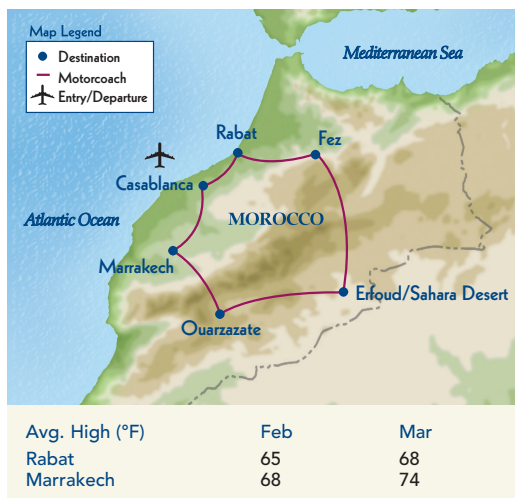 Map Legend
Destination
Motorcoach
Entry/Departure
Mediterranean Sea
Rabat
Fez
Casablanca
Atlantic Ocean
MOROCCO
Marrakech
Erfoud/Sahara Desert
Ouarzazate
Avg. High (°F) Feb Mar
Rabat 65 68
Marrakech 68 74